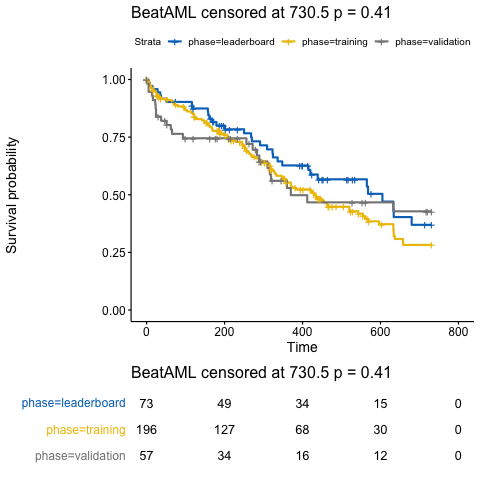 BeatAML censored at 730.5 p = 0.41
Strata phase=leaderboard phase=training phase=validation
Survival probability
1.00
0.75
0.50
0.25
0.00
0 200 400 600 800
Time
BeatAML censored at 730.5 p = 0.41
phase=leaderboard 73 49 34 15 0
phase=training 196 127 68 30 0
phase=validation 57 34 16 12 0